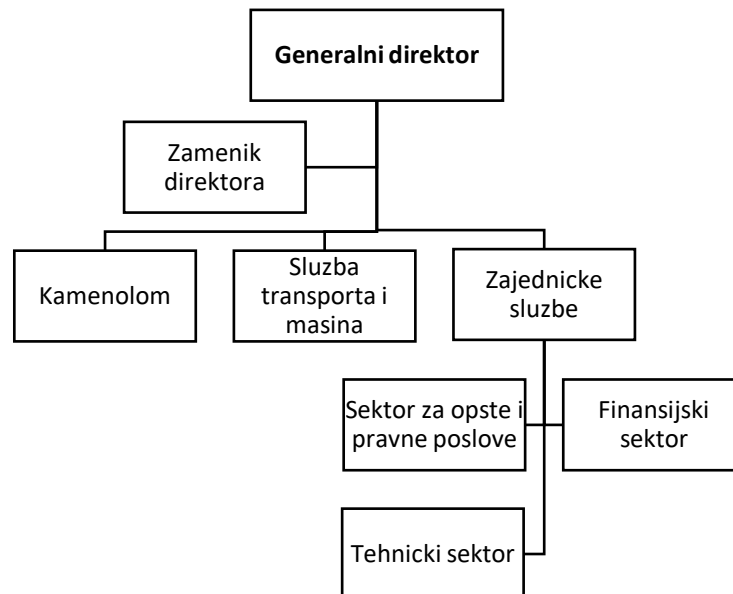 Generalni direktor
Zamenik
direktora
Kamenolom
Sluzba
transporta i
masina
Zajednicke
sluzbe
Sektor za opste i
pravne poslove
Finansijski
sektor
Tehnicki sektor